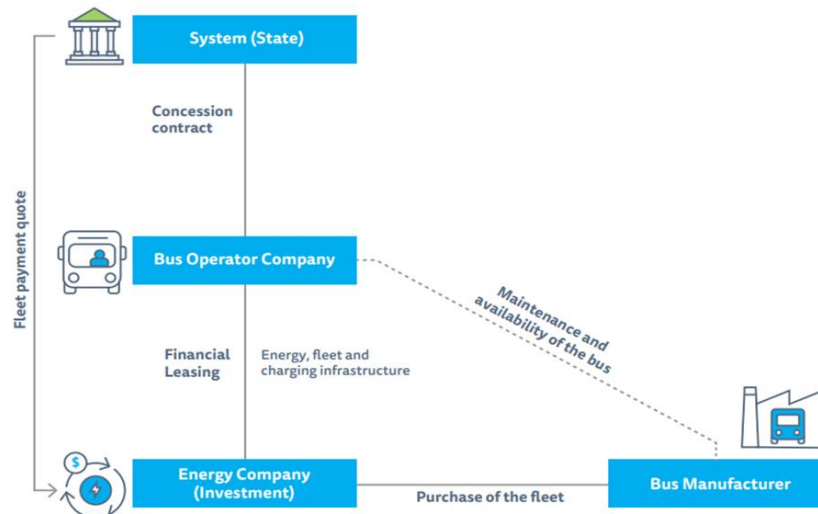 System (State)
Concession
contract
Fleet payment quote
Bus Operator Company
Maintenance and
availability of the bus
Financial
Leasing
Energy, fleet and
charging infrastructure
$
Energy Company
(Investment)
Purchase of the fleet
Bus Manufacturer